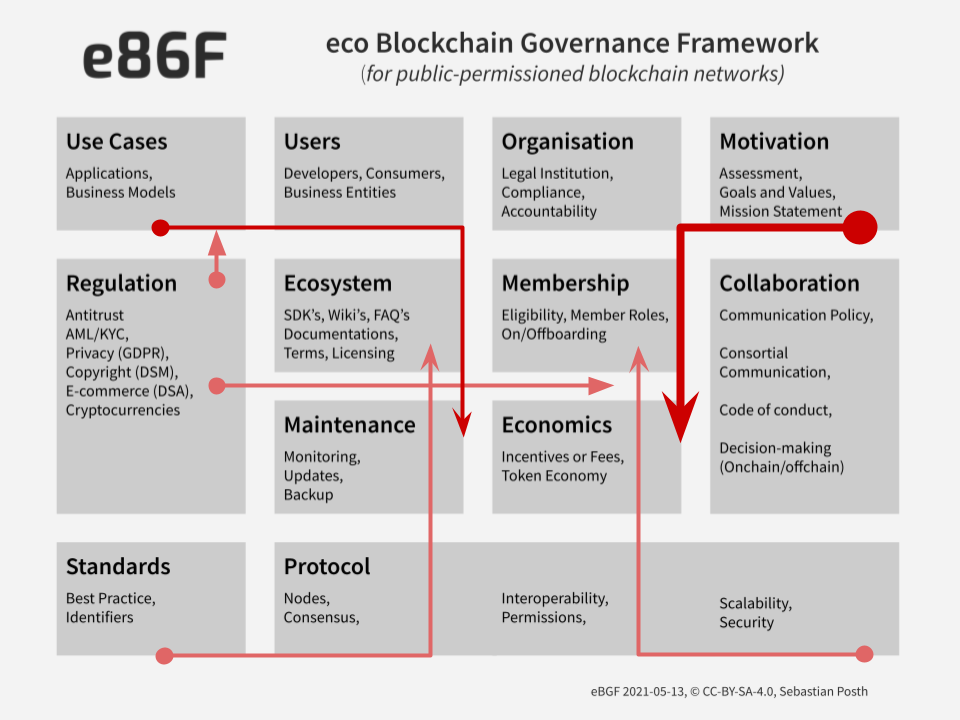 e86F
eco Blockchain Governance Framework
(for public-permissioned blockchain networks)
Use Cases
Applications,
Business Models
Users
Developers, Consumers,
Business Entities
Organisation
Legal Institution,
Compliance,
Accountability
Motivation
Assessment,
Goals and Values,
Mission Statement
Regulation
Antitrust
AML/KYC,
Privacy (GDPR),
Copyright (DSM),
E-commerce (DSA),
Cryptocurrencies
Ecosystem
SDK's, Wiki's, FAQ's
Documentations,
Terms, Licensing
Membership
Eligibility, Member Roles,
On/Offboarding
Collaboration
Communication Policy,
Consortial
Communication,
Code of conduct,
Decision-making
(Onchain/offchain)
Maintenance
Monitoring,
Updates,
Backup
Economics
Incentives or Fees,
Token Economy
Standards
Best Practice,
Identifiers
Protocol
Nodes,
Consensus,
Interoperability,
Permissions,
Scalability,
Security
eBGF 2021-05-13, © CC-BY-SA-4.0, Sebastian Posth